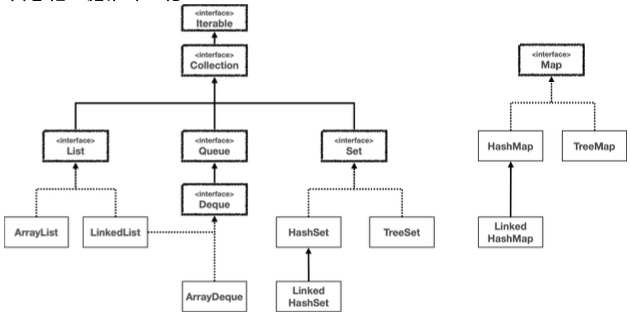 <interface>
Iterable
<interface>
Collection
<interface>
Map
<interface>
List
<interface>
Queue
<interface>
Set
HashMap
TreeMap
<interface>
Deque
ArrayList
LinkedList
HashSet
TreeSet
Linked
HashMap
ArrayDeque
Linked
HashSet